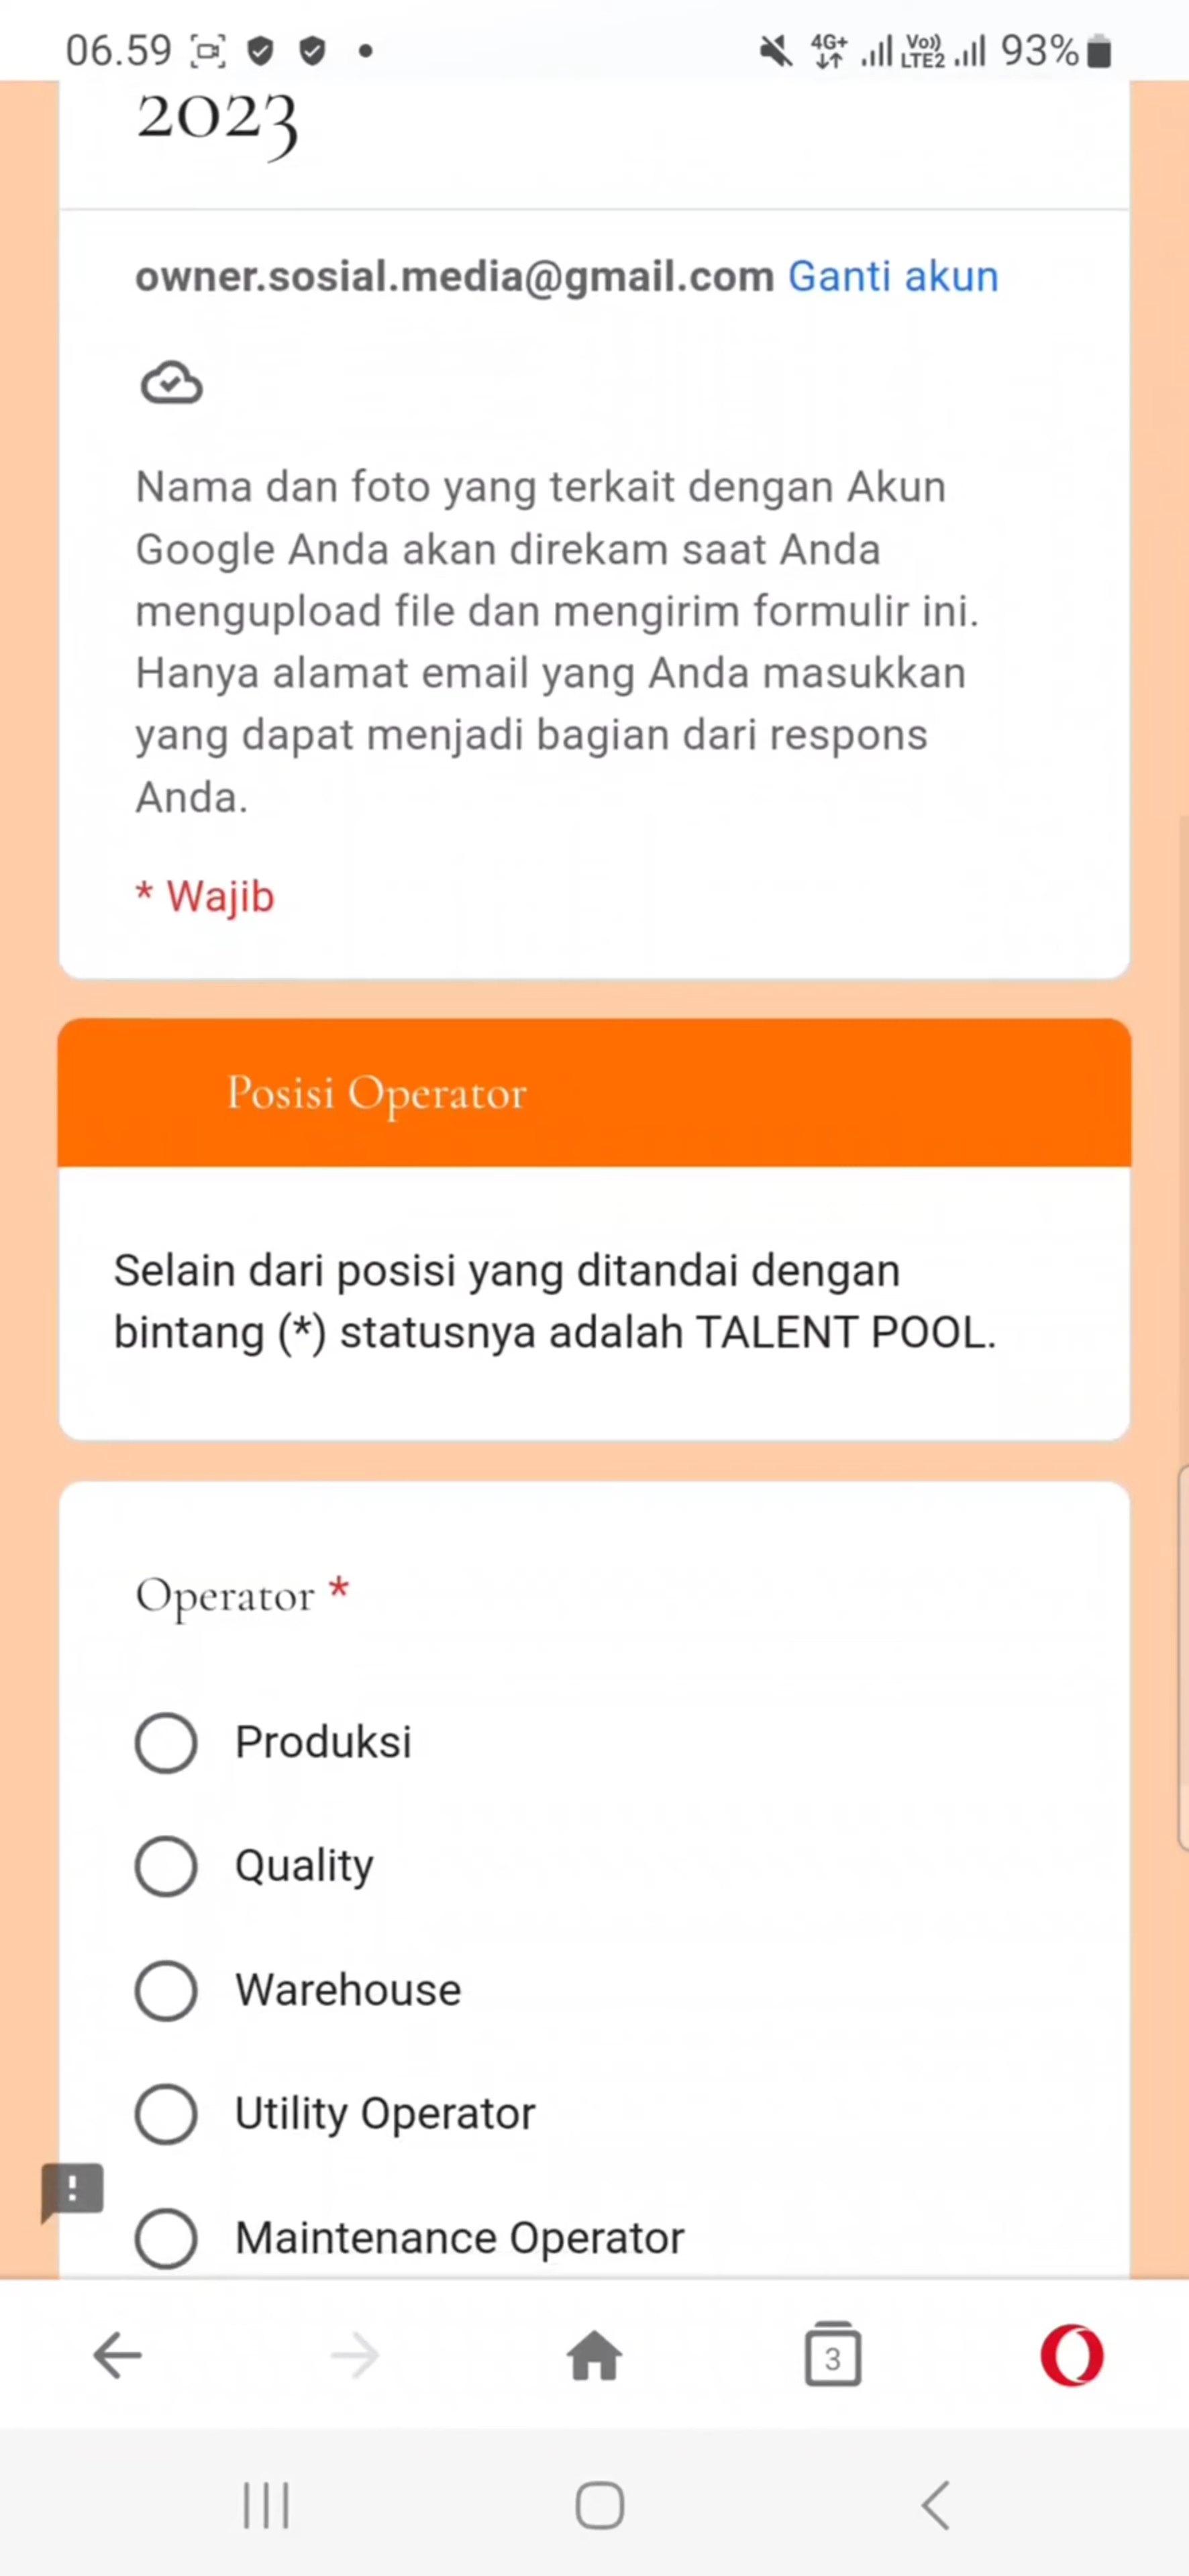 06.59
4G+ Vo)) LTE2 93%
2023
owner.sosial.media@gmail.com Ganti akun
Nama dan foto yang terkait dengan Akun
Google Anda akan direkam saat Anda
mengupload file dan mengirim formulir ini.
Hanya alamat email yang Anda masukkan
yang dapat menjadi bagian dari respons
Anda.
* Wajib
Posisi Operator
Selain dari posisi yang ditandai dengan
bintang (*) statusnya adalah TALENT POOL.
Operator *
Produksi
Quality
Warehouse
Utility Operator
Maintenance Operator
3